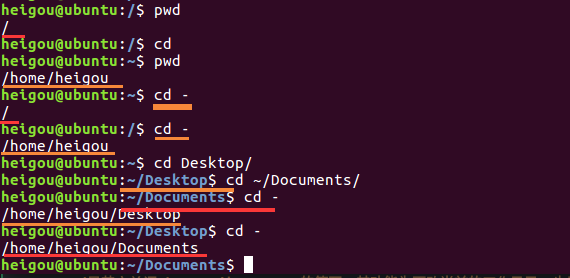 heigou@ubuntu:/$ pwd
/
heigou@ubuntu:/$ cd
heigou@ubuntu:~$ pwd
/home/heigou
heigou@ubuntu:~$ cd -
/
heigou@ubuntu:/$ cd -
/home/heigou
heigou@ubuntu:~$ cd Desktop/
heigou@ubuntu:~/Desktop$ cd ~/Documents/
heigou@ubuntu:~/Documents$ cd -
/home/heigou/Desktop
heigou@ubuntu:~/Desktop$ cd -
/home/heigou/Documents
heigou@ubuntu:~/Documents$